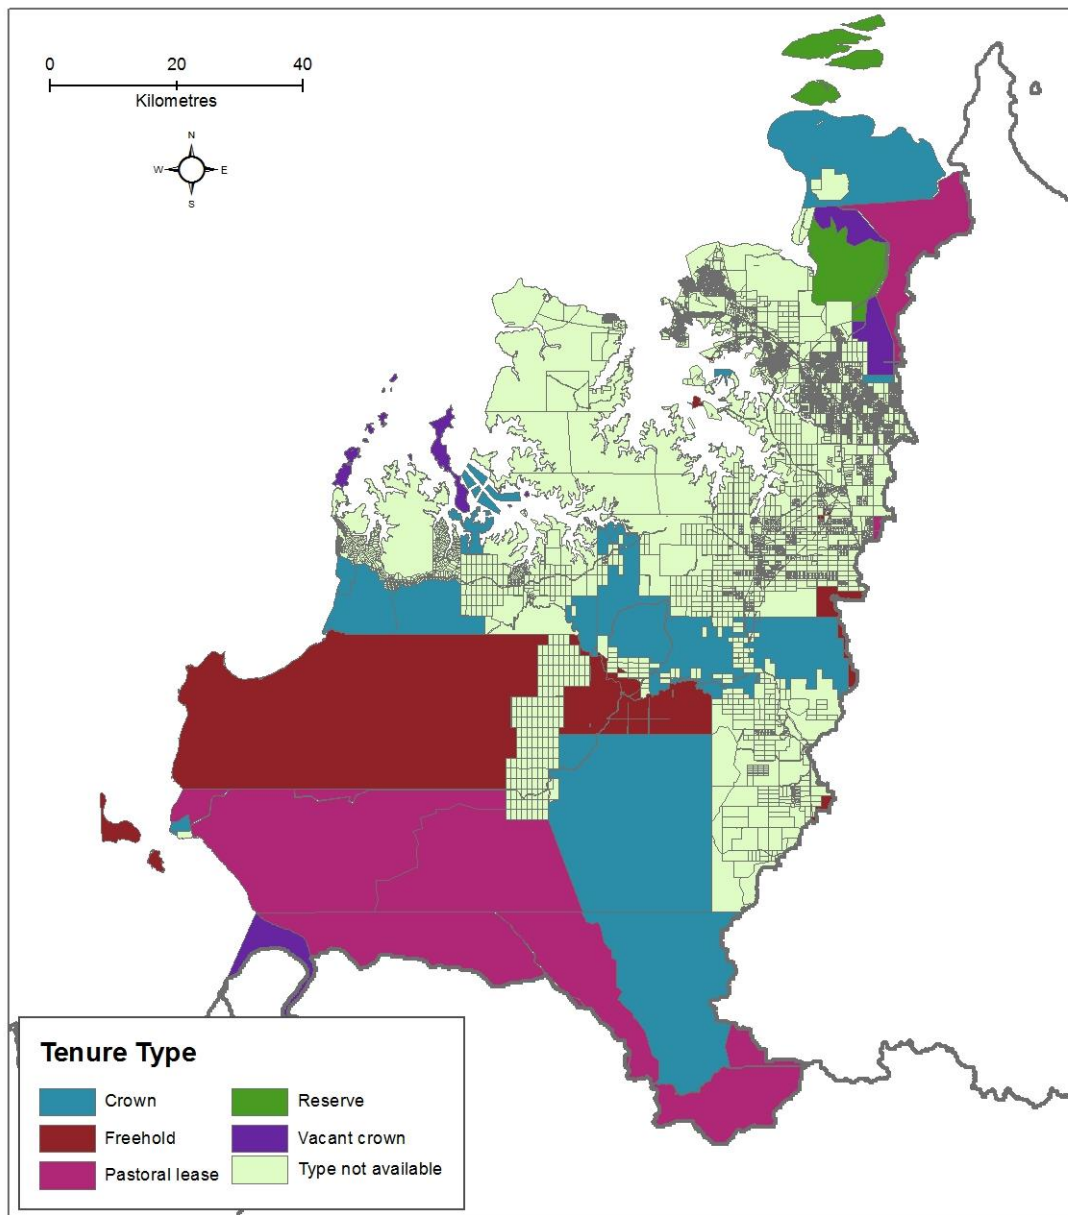 0 20 40
Kilometres
N
W E
S
Tenure Type
Crown
Freehold
Pastoral lease
Reserve
Vacant crown
Type not available